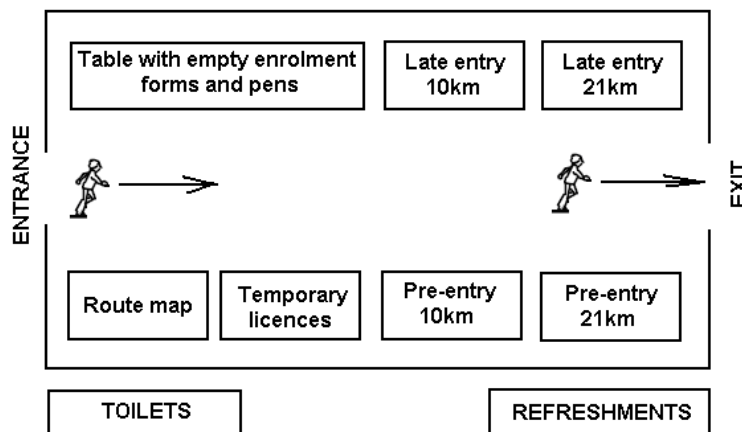 Table with empty enrolment
forms and pens
Late entry
10km
Late entry
21km
ENTRANCE
EXIT
Route map
Temporary
licences
Pre-entry
10km
Pre-entry
21km
TOILETS
REFRESHMENTS